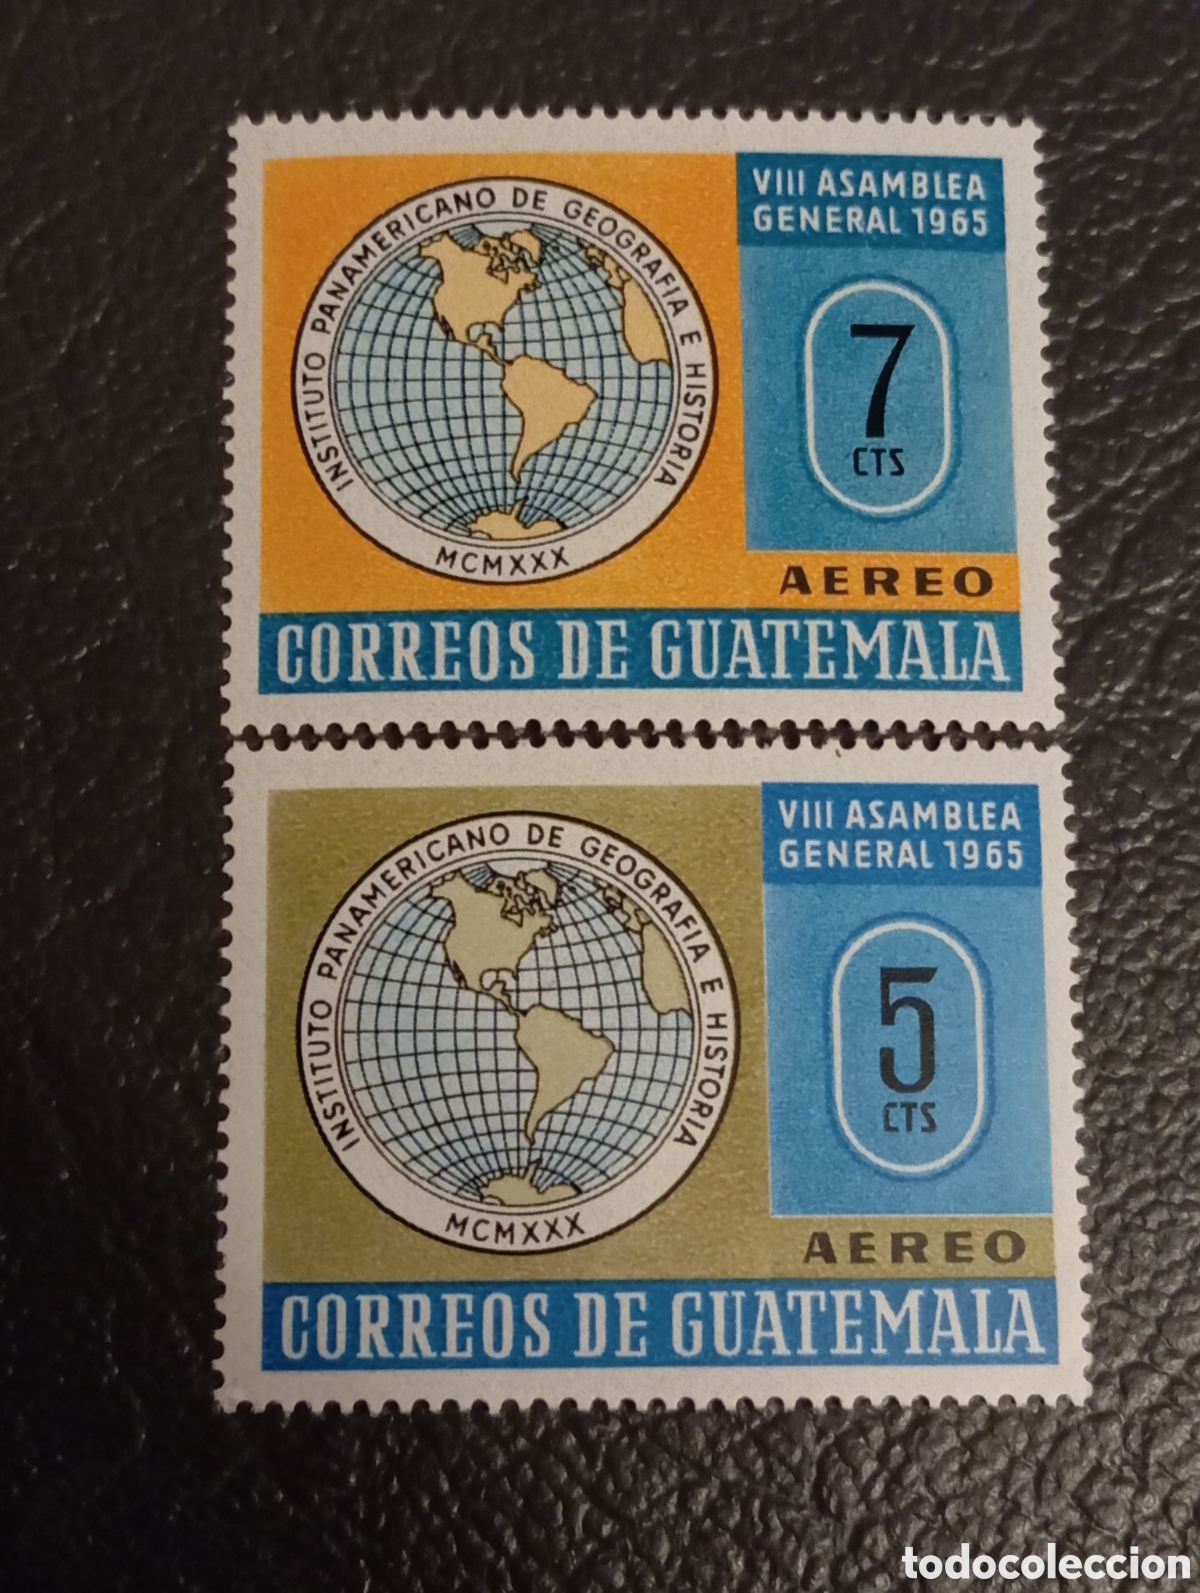 INSTITUTO PANAMERICANO DE GEOGRAFIA E HISTORIA
MCMXXX
VIII ASAMBLEA
GENERAL 1965
7
CTS
AEREO
CORREOS DE GUATEMALA
INSTITUTO PANAMERICANO DE GEOGRAFIA E HISTORIA
MCMXXX
VIII ASAMBLEA
GENERAL 1965
5
CTS
AEREO
CORREOS DE GUATEMALA
todocoleccion